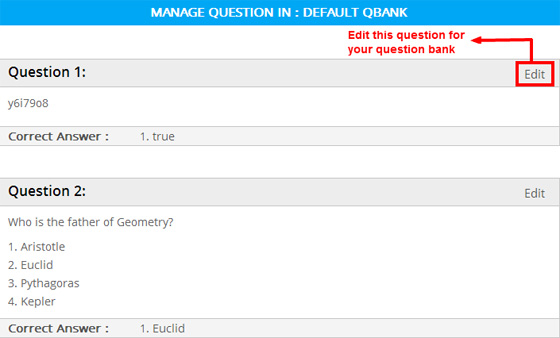 MANAGE QUESTION IN : DEFAULT QBANK
Edit this question for
your question bank
Question 1:
Edit
y6i79o8
Correct Answer : 1. true
Question 2:
Edit
Who is the father of Geometry?
1. Aristotle
2. Euclid
3. Pythagoras
4. Kepler
Correct Answer : 1. Euclid